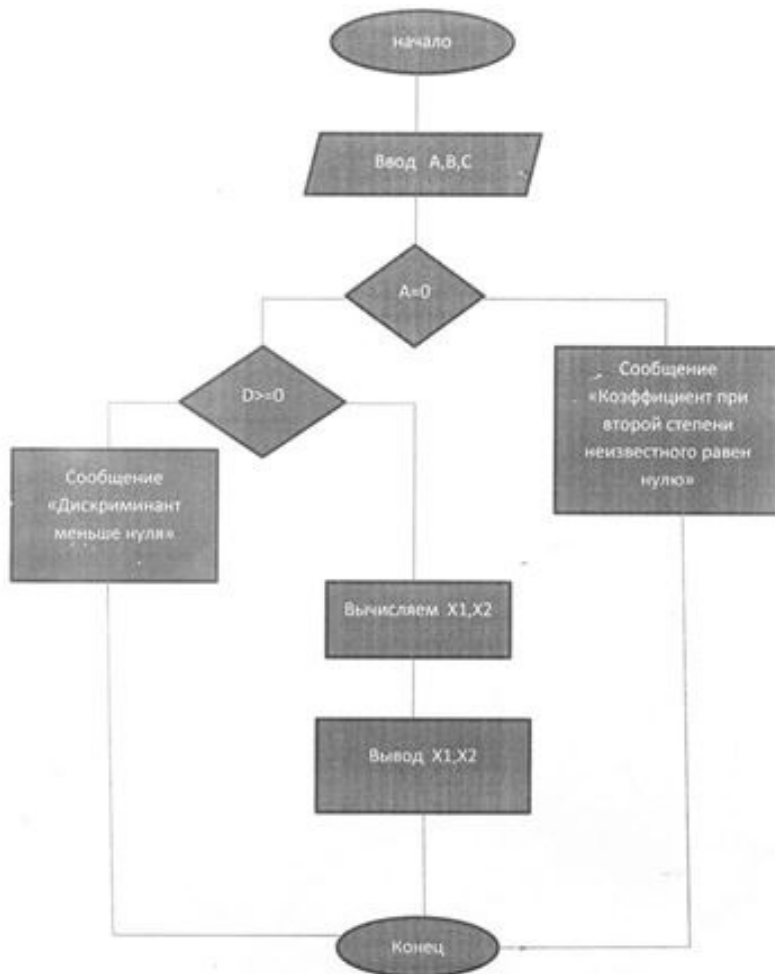 начало
Ввод A,B,C
A=0
D>=0
Сообщение
«Коэффициент при
второй степени
неизвестного равен
нулю»
Сообщение
«Дискриминант
меньше нуля»
Вычисляем X1,X2
Вывод X1,X2
Конец